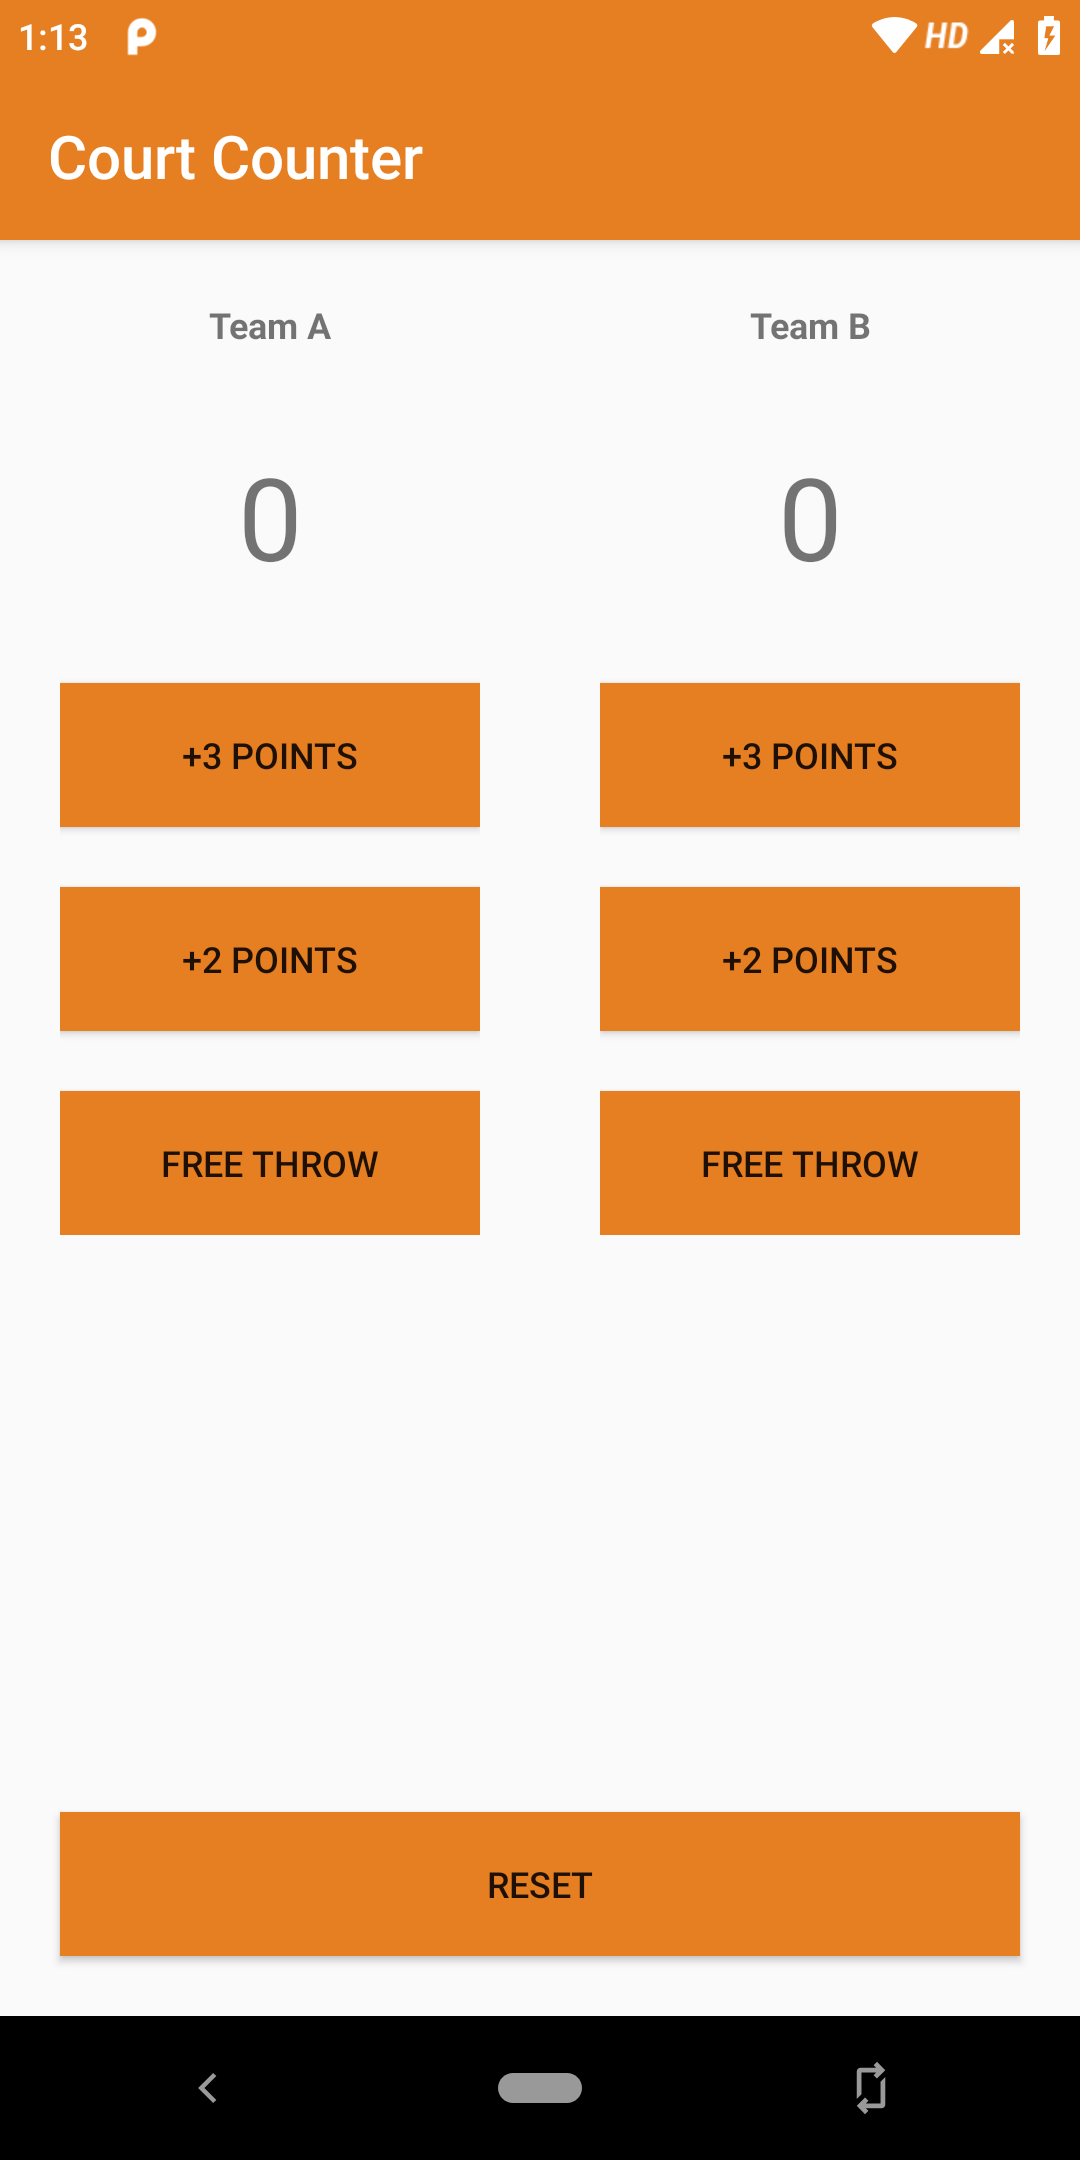 1:13 HD
Court Counter
Team A Team B
0 0
+3 POINTS +3 POINTS
+2 POINTS +2 POINTS
FREE THROW FREE THROW
RESET